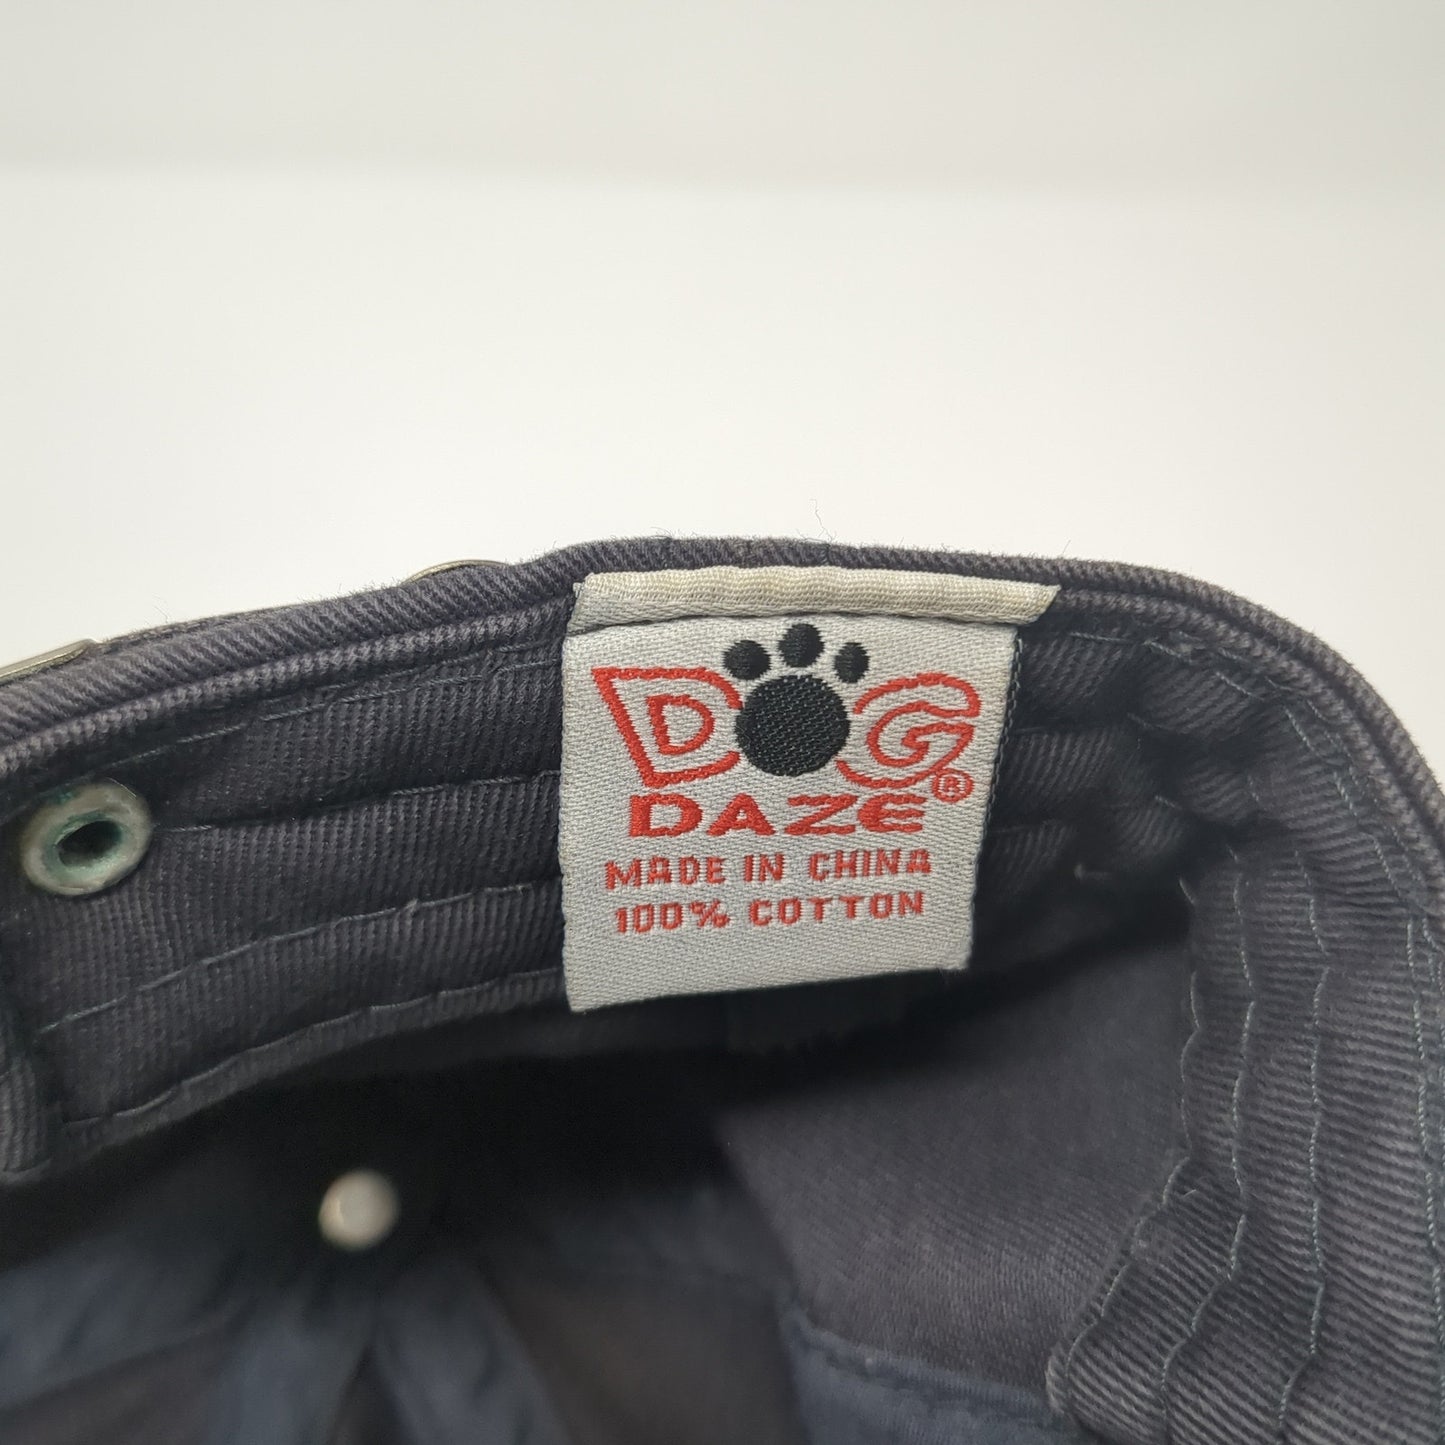 DOG
DAZE®
MADE IN CHINA
100% COTTON